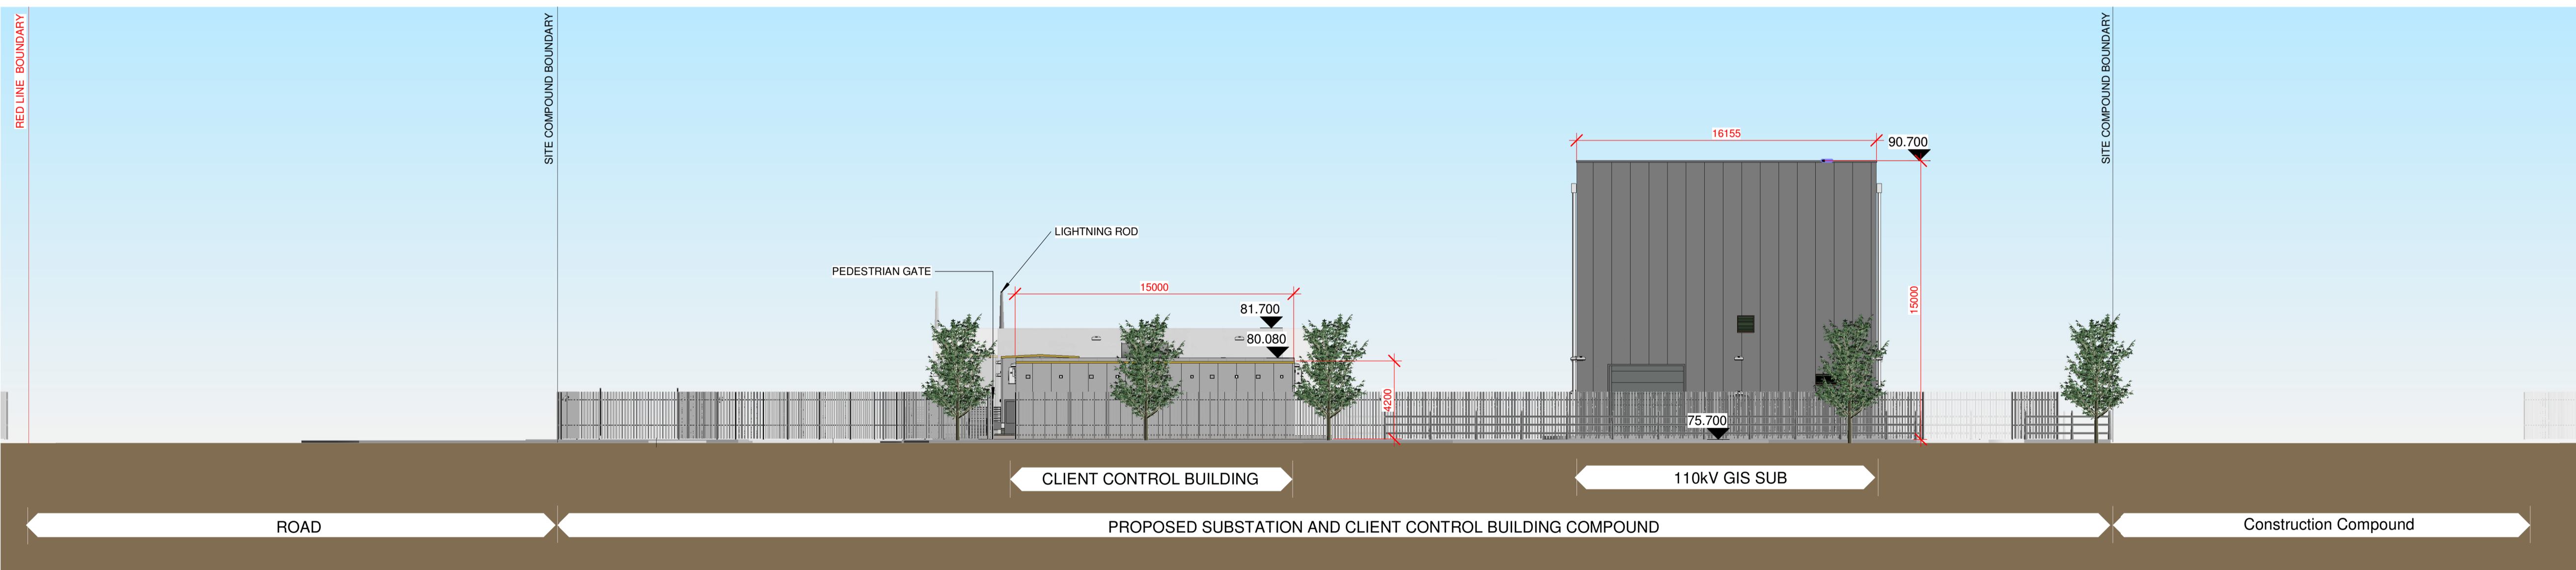 RED LINE BOUNDARY
SITE COMPOUND BOUNDARY
SITE COMPOUND BOUNDARY
16155
90.700
LIGHTNING ROD
PEDESTRIAN GATE
15000
15000
81.700
80.080
4200
75.700
CLIENT CONTROL BUILDING
110kV GIS SUB
ROAD
PROPOSED SUBSTATION AND CLIENT CONTROL BUILDING COMPOUND
Construction Compound